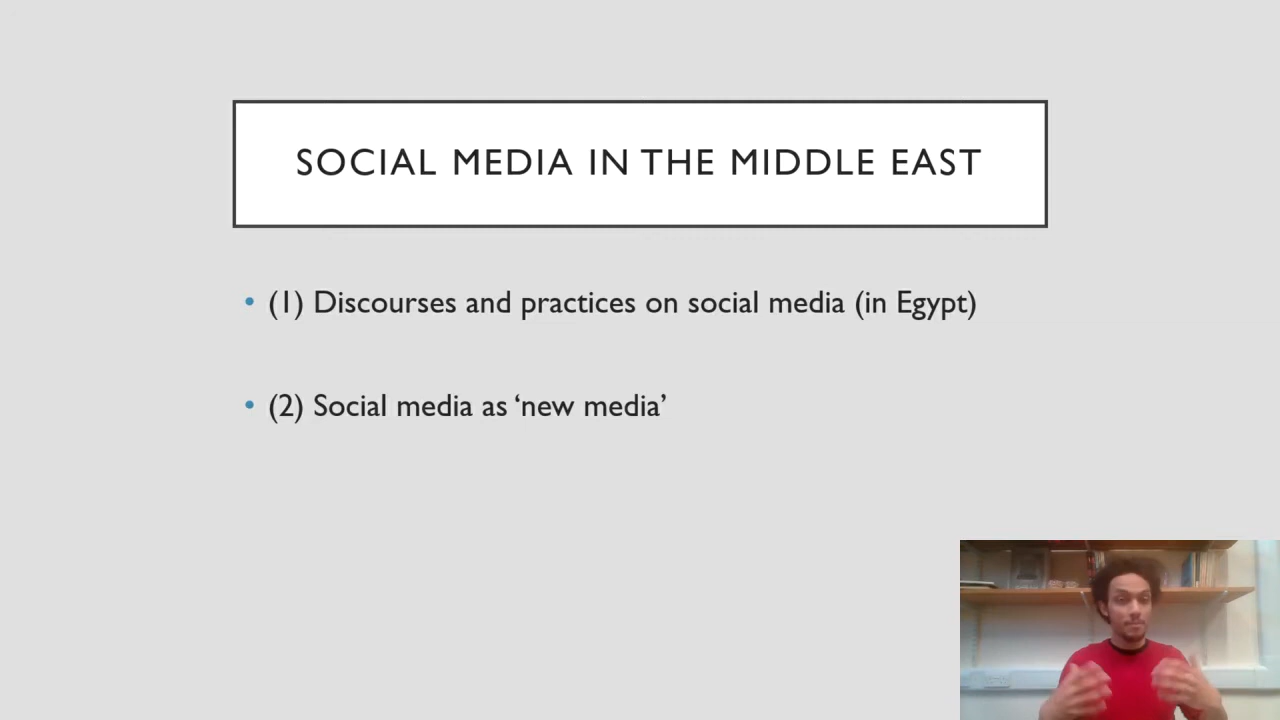 SOCIAL MEDIA IN THE MIDDLE EAST
• (1) Discourses and practices on social media (in Egypt)
• (2) Social media as ‘new media’